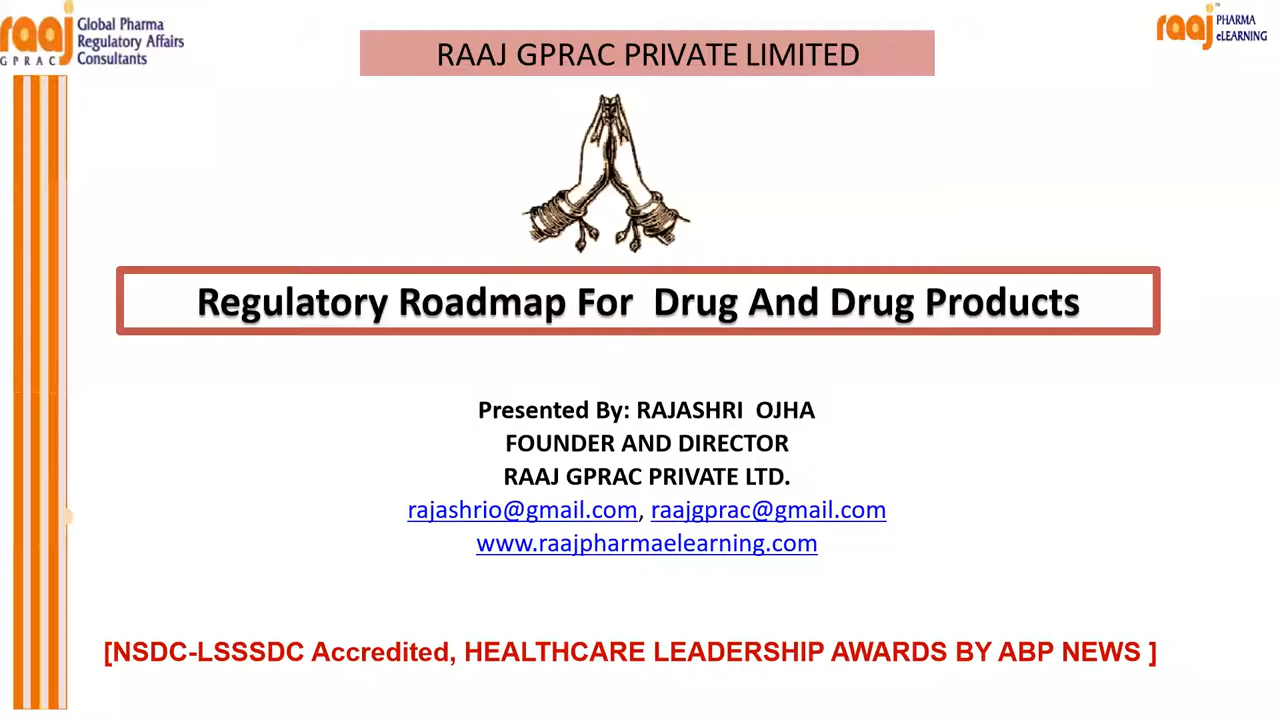 raaj
GPRAC
Global Pharma
Regulatory Affairs
Consultants
RAAJ GPRAC PRIVATE LIMITED
raaj™
PHARMA
eLEARNING
Regulatory Roadmap For Drug And Drug Products
Presented By: RAJASHRI OJHA
FOUNDER AND DIRECTOR
RAAJ GPRAC PRIVATE LTD.
rajashrio@gmail.com, raajgprac@gmail.com
www.raajpharmaelearning.com
[NSDC-LSSSDC Accredited, HEALTHCARE LEADERSHIP AWARDS BY ABP NEWS ]